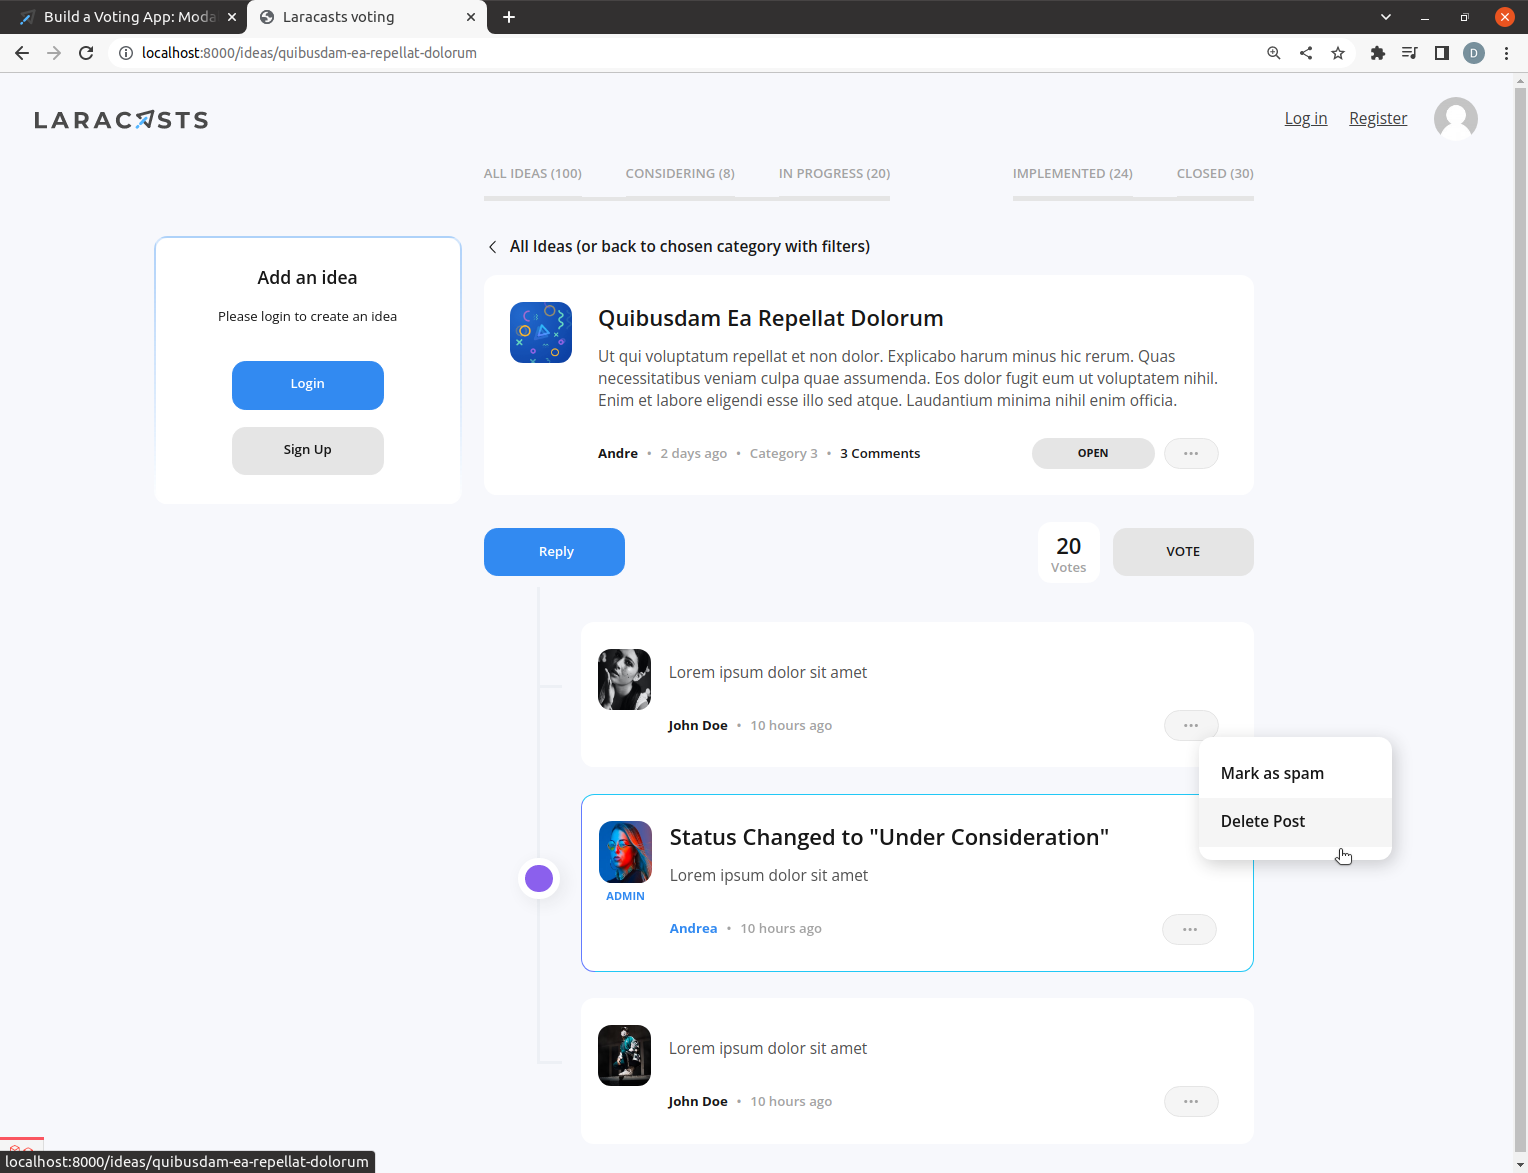 Build a Voting App: Moda
Laracasts voting
localhost:8000/ideas/quibusdam-ea-repellat-dolorum
D
LARACASTS
Log in
Register
ALL IDEAS (100)
CONSIDERING (8)
IN PROGRESS (20)
IMPLEMENTED (24)
CLOSED (30)
Add an idea
Please login to create an idea
Login
Sign Up
All Ideas (or back to chosen category with filters)
Quibusdam Ea Repellat Dolorum
Ut qui voluptatum repellat et non dolor. Explicabo harum minus hic rerum. Quas
necessitatibus veniam culpa quae assumenda. Eos dolor fugit eum ut voluptatem nihil.
Enim et labore eligendi esse illo sed atque. Laudantium minima nihil enim officia.
Andre • 2 days ago • Category 3 • 3 Comments
OPEN
Reply
20
Votes
VOTE
Lorem ipsum dolor sit amet
John Doe • 10 hours ago
Mark as spam
Delete Post
Status Changed to "Under Consideration"
Lorem ipsum dolor sit amet
ADMIN
Andrea • 10 hours ago
Lorem ipsum dolor sit amet
John Doe • 10 hours ago
localhost:8000/ideas/quibusdam-ea-repellat-dolorum